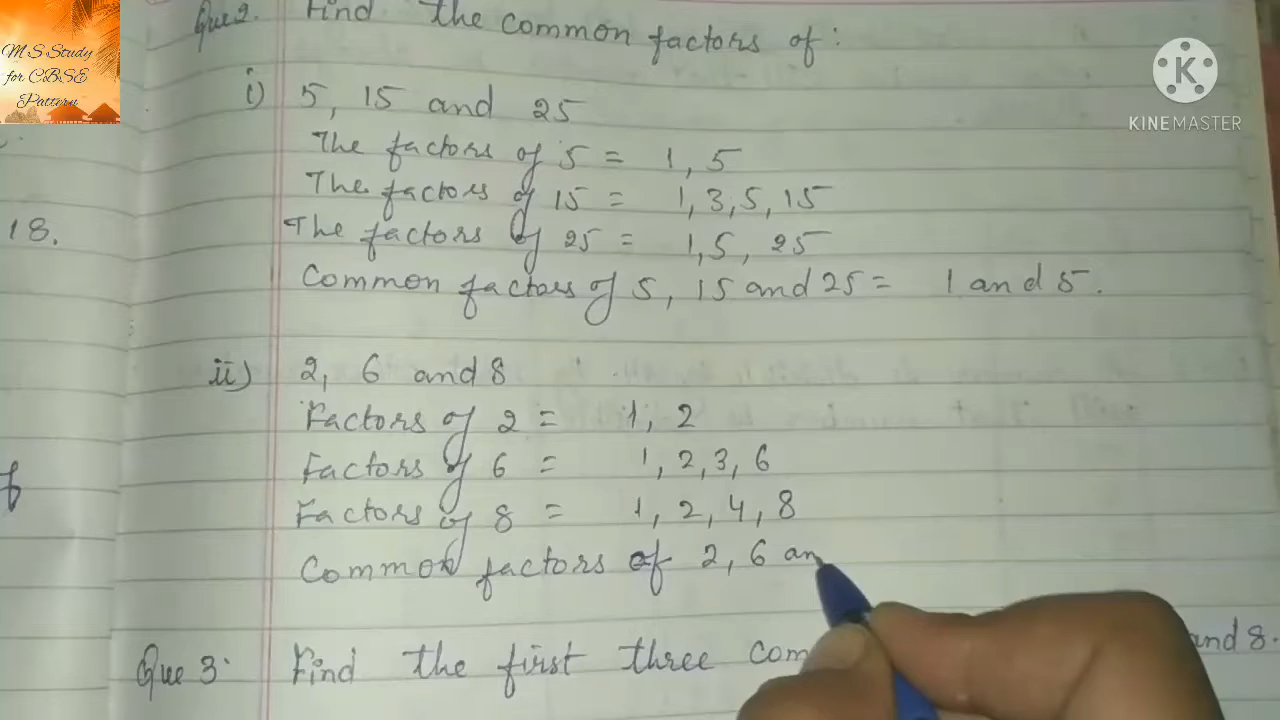 M S Study
for CBSE
Pattern
KINEMASTER
Que 2. Find the common factors of:
i) 5, 15 and 25
The factors of 5 = 1, 5
The factors of 15 = 1, 3, 5, 15
18.
The factors of 25 = 1, 5, 25
Common factors of 5, 15 and 25 = 1 and 5.
ii) 2, 6 and 8
Factors of 2 = 1, 2
Factors of 6 = 1, 2, 3, 6
Factors of 8 = 1, 2, 4, 8
Common factors of 2, 6 an
Que 3. Find the first three com and 8.